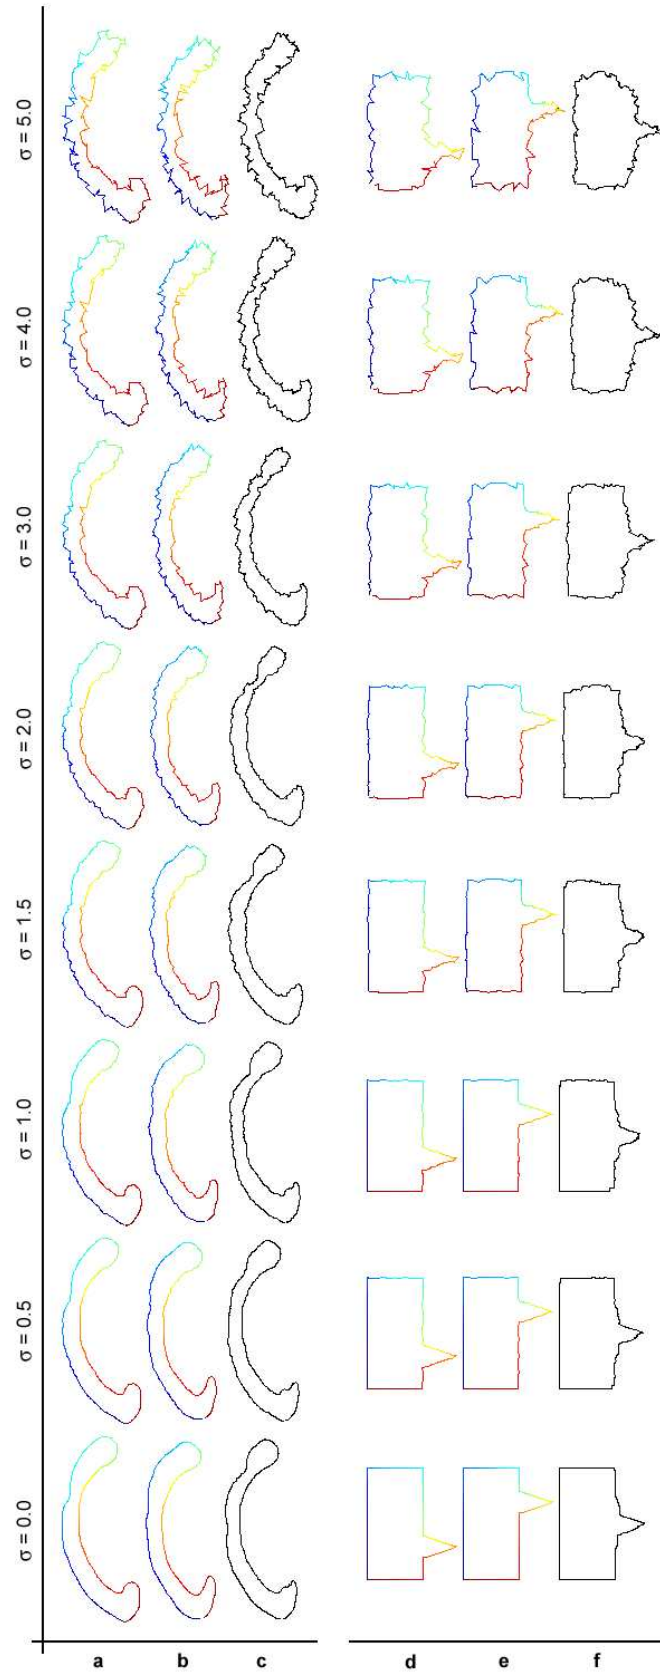 σ = 5.0
σ = 4.0
σ = 3.0
σ = 2.0
σ = 1.5
σ = 1.0
σ = 0.5
σ = 0.0
a b c d e f